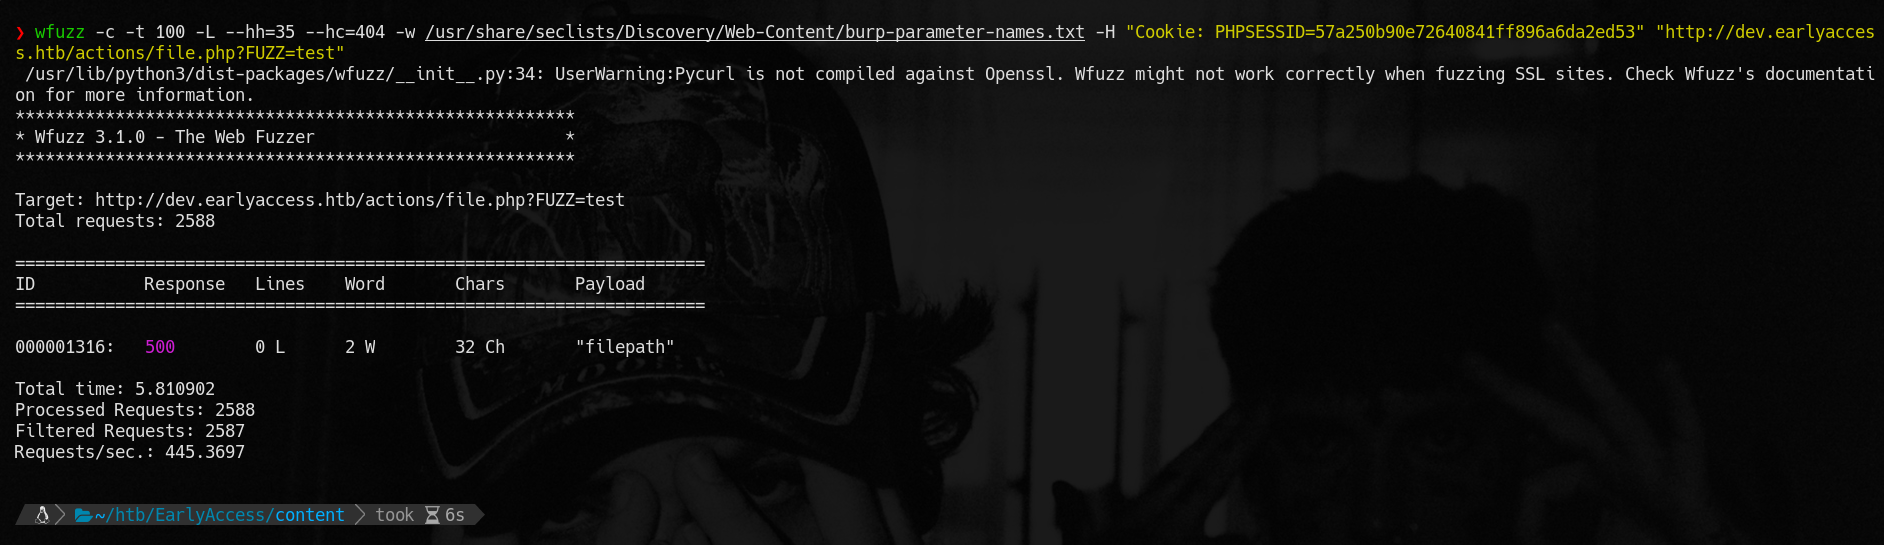 ❯ wfuzz -c -t 100 -L --hh=35 --hc=404 -w /usr/share/seclists/Discovery/Web-Content/burp-parameter-names.txt -H "Cookie: PHPSESSID=57a250b90e72640841ff896a6da2ed53" "http://dev.earlyacces
s.htb/actions/file.php?FUZZ=test"
/usr/lib/python3/dist-packages/wfuzz/__init__.py:34: UserWarning:Pycurl is not compiled against Openssl. Wfuzz might not work correctly when fuzzing SSL sites. Check Wfuzz's documentati
on for more information.
********************************************************
* Wfuzz 3.1.0 - The Web Fuzzer                         *
********************************************************
Target: http://dev.earlyaccess.htb/actions/file.php?FUZZ=test
Total requests: 2588
=====================================================================
ID           Response   Lines    Word       Chars       Payload
=====================================================================
000001316:   500        0 L      2 W        32 Ch       "filepath"
Total time: 5.810902
Processed Requests: 2588
Filtered Requests: 2587
Requests/sec.: 445.3697
~/htb/EarlyAccess/content took 6s